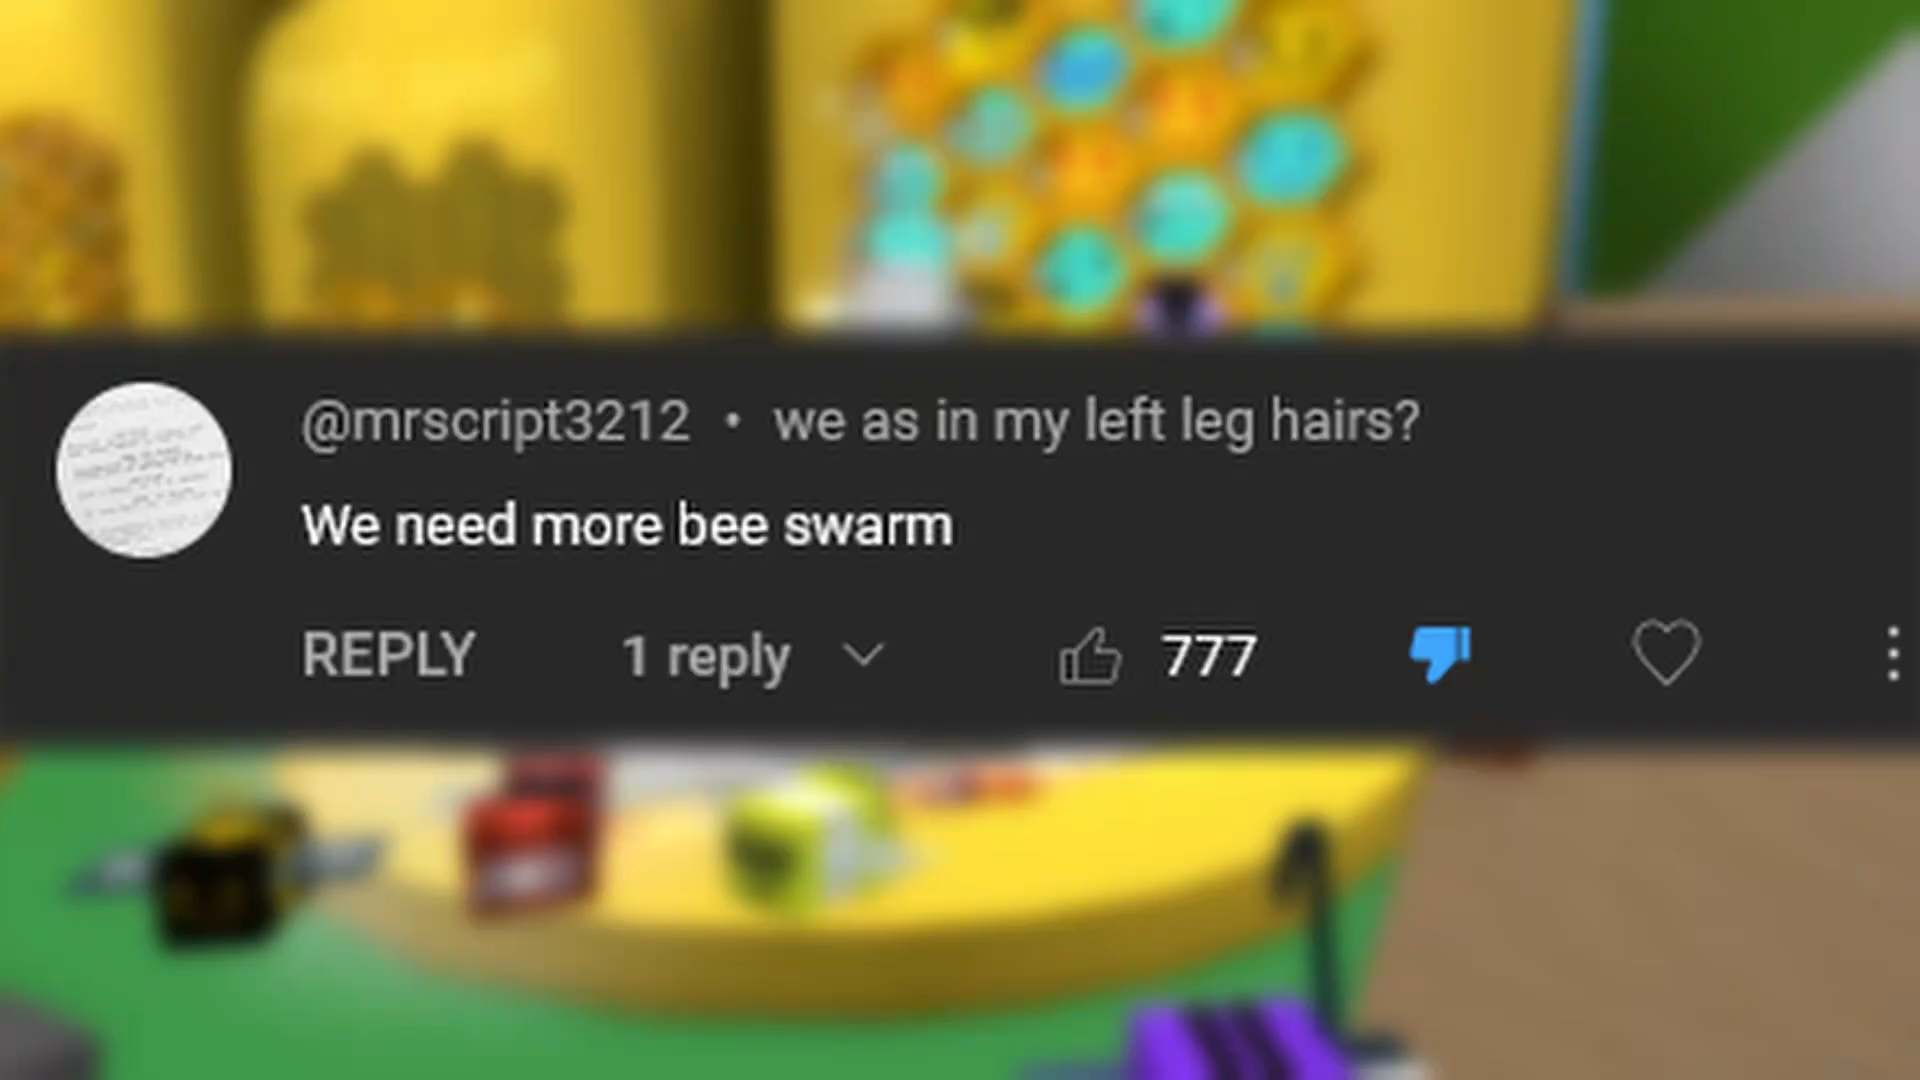 @mrscript3212 • we as in my left leg hairs?
We need more bee swarm
REPLY 1 reply 777